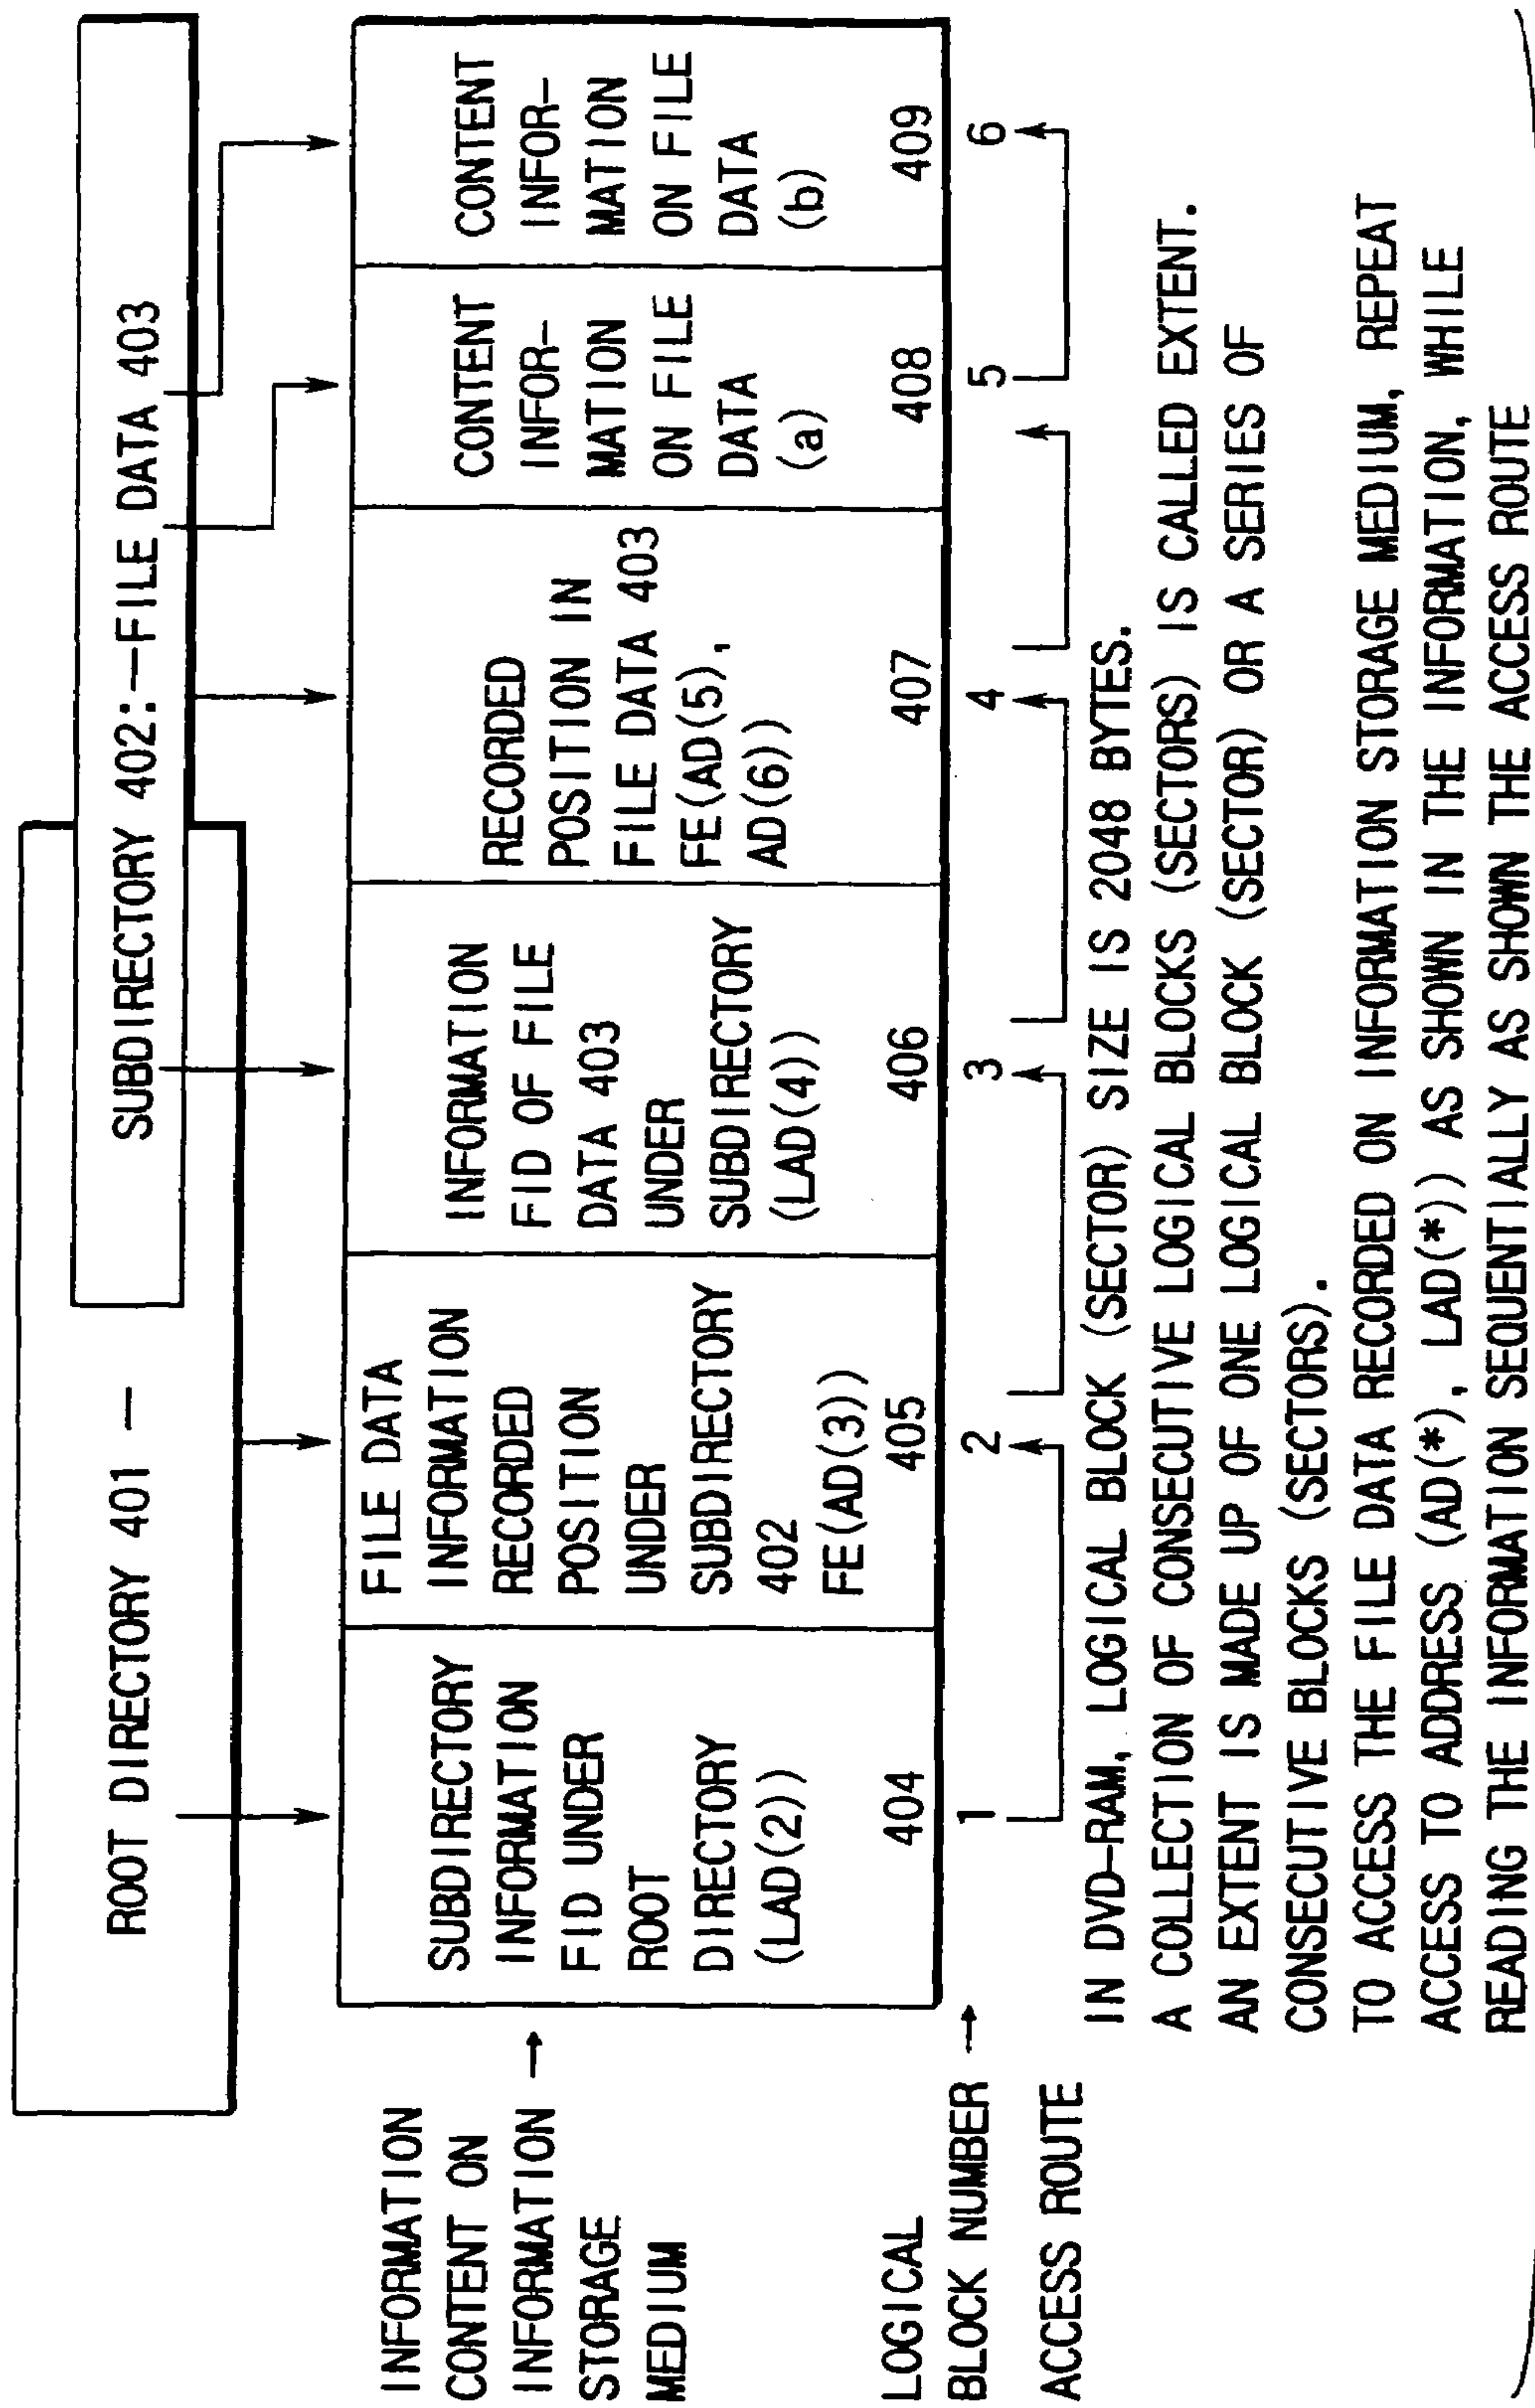 ROOT DIRECTORY 401 —
SUBDIRECTORY 402:—FILE DATA 403
INFORMATION
CONTENT ON
INFORMATION →
STORAGE
MEDIUM
SUBDIRECTORY
INFORMATION
FID UNDER
ROOT
DIRECTORY
(LAD(2))
404
FILE DATA
INFORMATION
RECORDED
POSITION
UNDER
SUBDIRECTORY
402
FE(AD(3))
405
INFORMATION
FID OF FILE
DATA 403
UNDER
SUBDIRECTORY
(LAD(4))
406
RECORDED
POSITION IN
FILE DATA 403
FE(AD(5),
AD(6))
407
CONTENT
INFOR-
MATION
ON FILE
DATA
(a)
408
CONTENT
INFOR-
MATION
ON FILE
DATA
(b)
409
LOGICAL
BLOCK NUMBER →
1 2 3 4 5 6
ACCESS ROUTE
IN DVD-RAM, LOGICAL BLOCK (SECTOR) SIZE IS 2048 BYTES.
A COLLECTION OF CONSECUTIVE LOGICAL BLOCKS (SECTORS) IS CALLED EXTENT.
AN EXTENT IS MADE UP OF ONE LOGICAL BLOCK (SECTOR) OR A SERIES OF
CONSECUTIVE BLOCKS (SECTORS).
TO ACCESS THE FILE DATA RECORDED ON INFORMATION STORAGE MEDIUM, REPEAT
ACCESS TO ADDRESS (AD(*), LAD(*)) AS SHOWN IN THE INFORMATION, WHILE
READING THE INFORMATION SEQUENTIALLY AS SHOWN THE ACCESS ROUTE